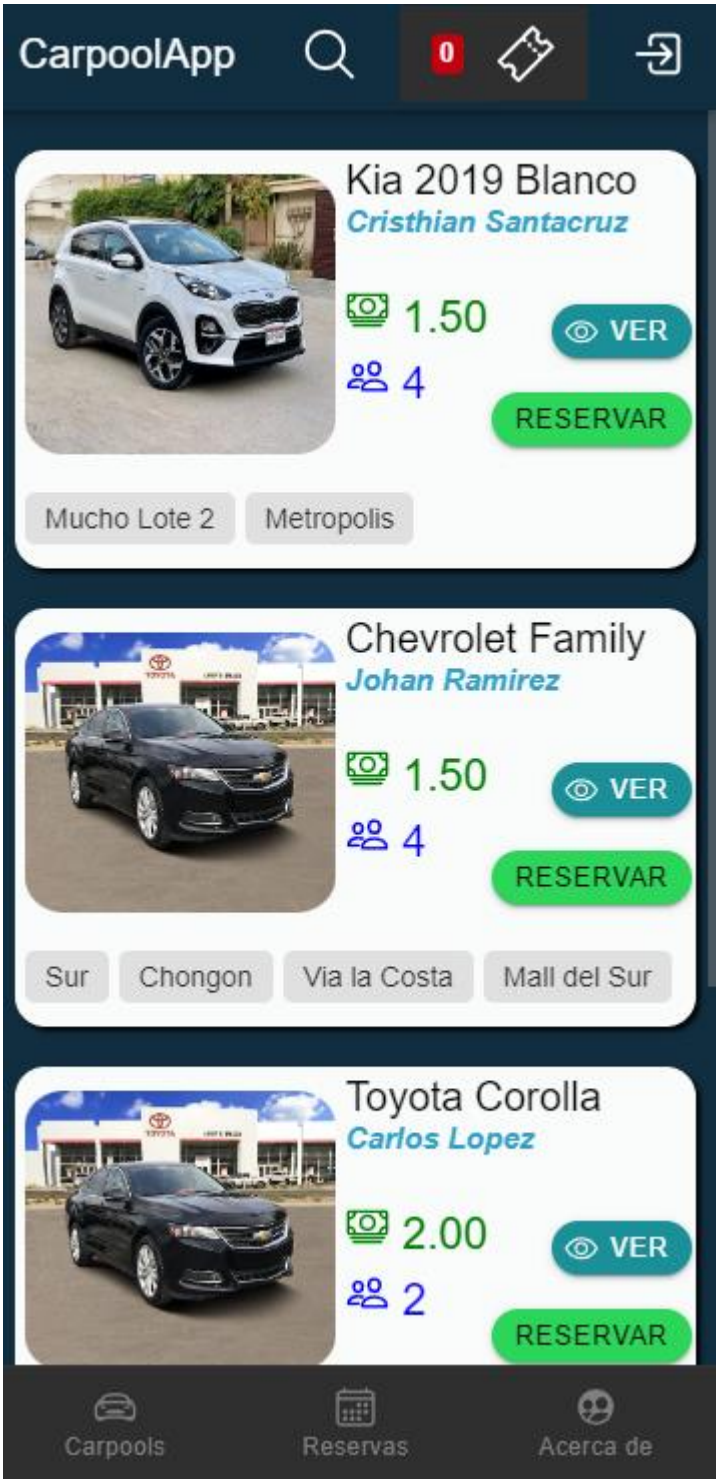 CarpoolApp 0
Kia 2019 Blanco
Cristhian Santacruz
1.50
VER
4
RESERVAR
Mucho Lote 2 Metropolis
TOYOTA
Chevrolet Family
Johan Ramirez
1.50
VER
4
RESERVAR
Sur Chongon Via la Costa Mall del Sur
TOYOTA
Toyota Corolla
Carlos Lopez
2.00
VER
2
RESERVAR
Carpools Reservas Acerca de